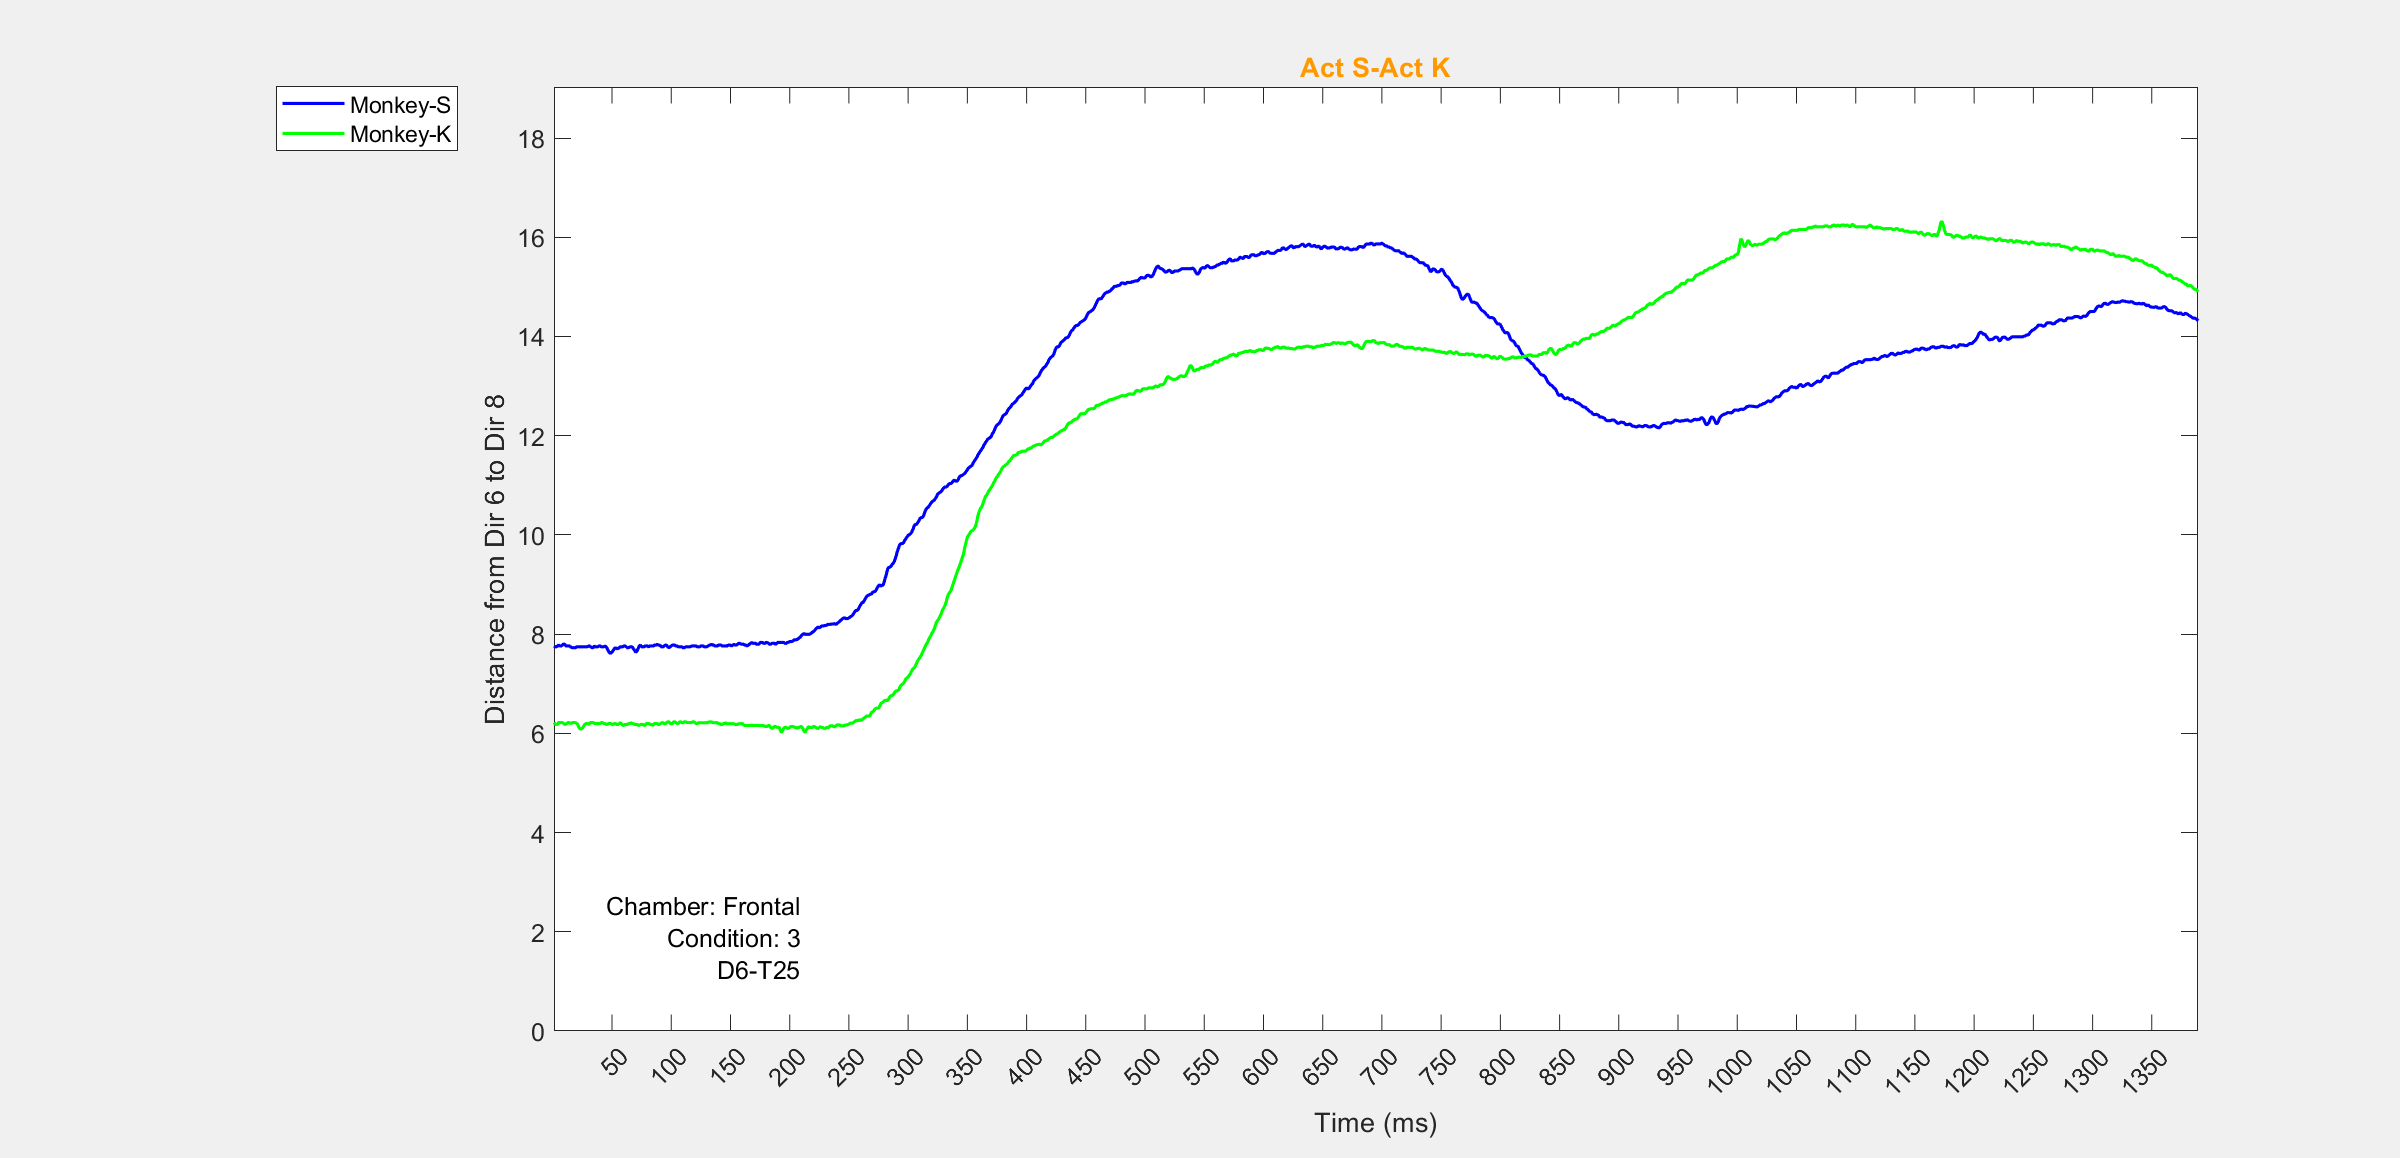 Act S-Act K
Monkey-S
Monkey-K
Distance from Dir 6 to Dir 8
18
16
14
12
10
8
6
4
2
0
Chamber: Frontal
Condition: 3
D6-T25
50 100 150 200 250 300 350 400 450 500 550 600 650 700 750 800 850 900 950 1000 1050 1100 1150 1200 1250 1300 1350
Time (ms)